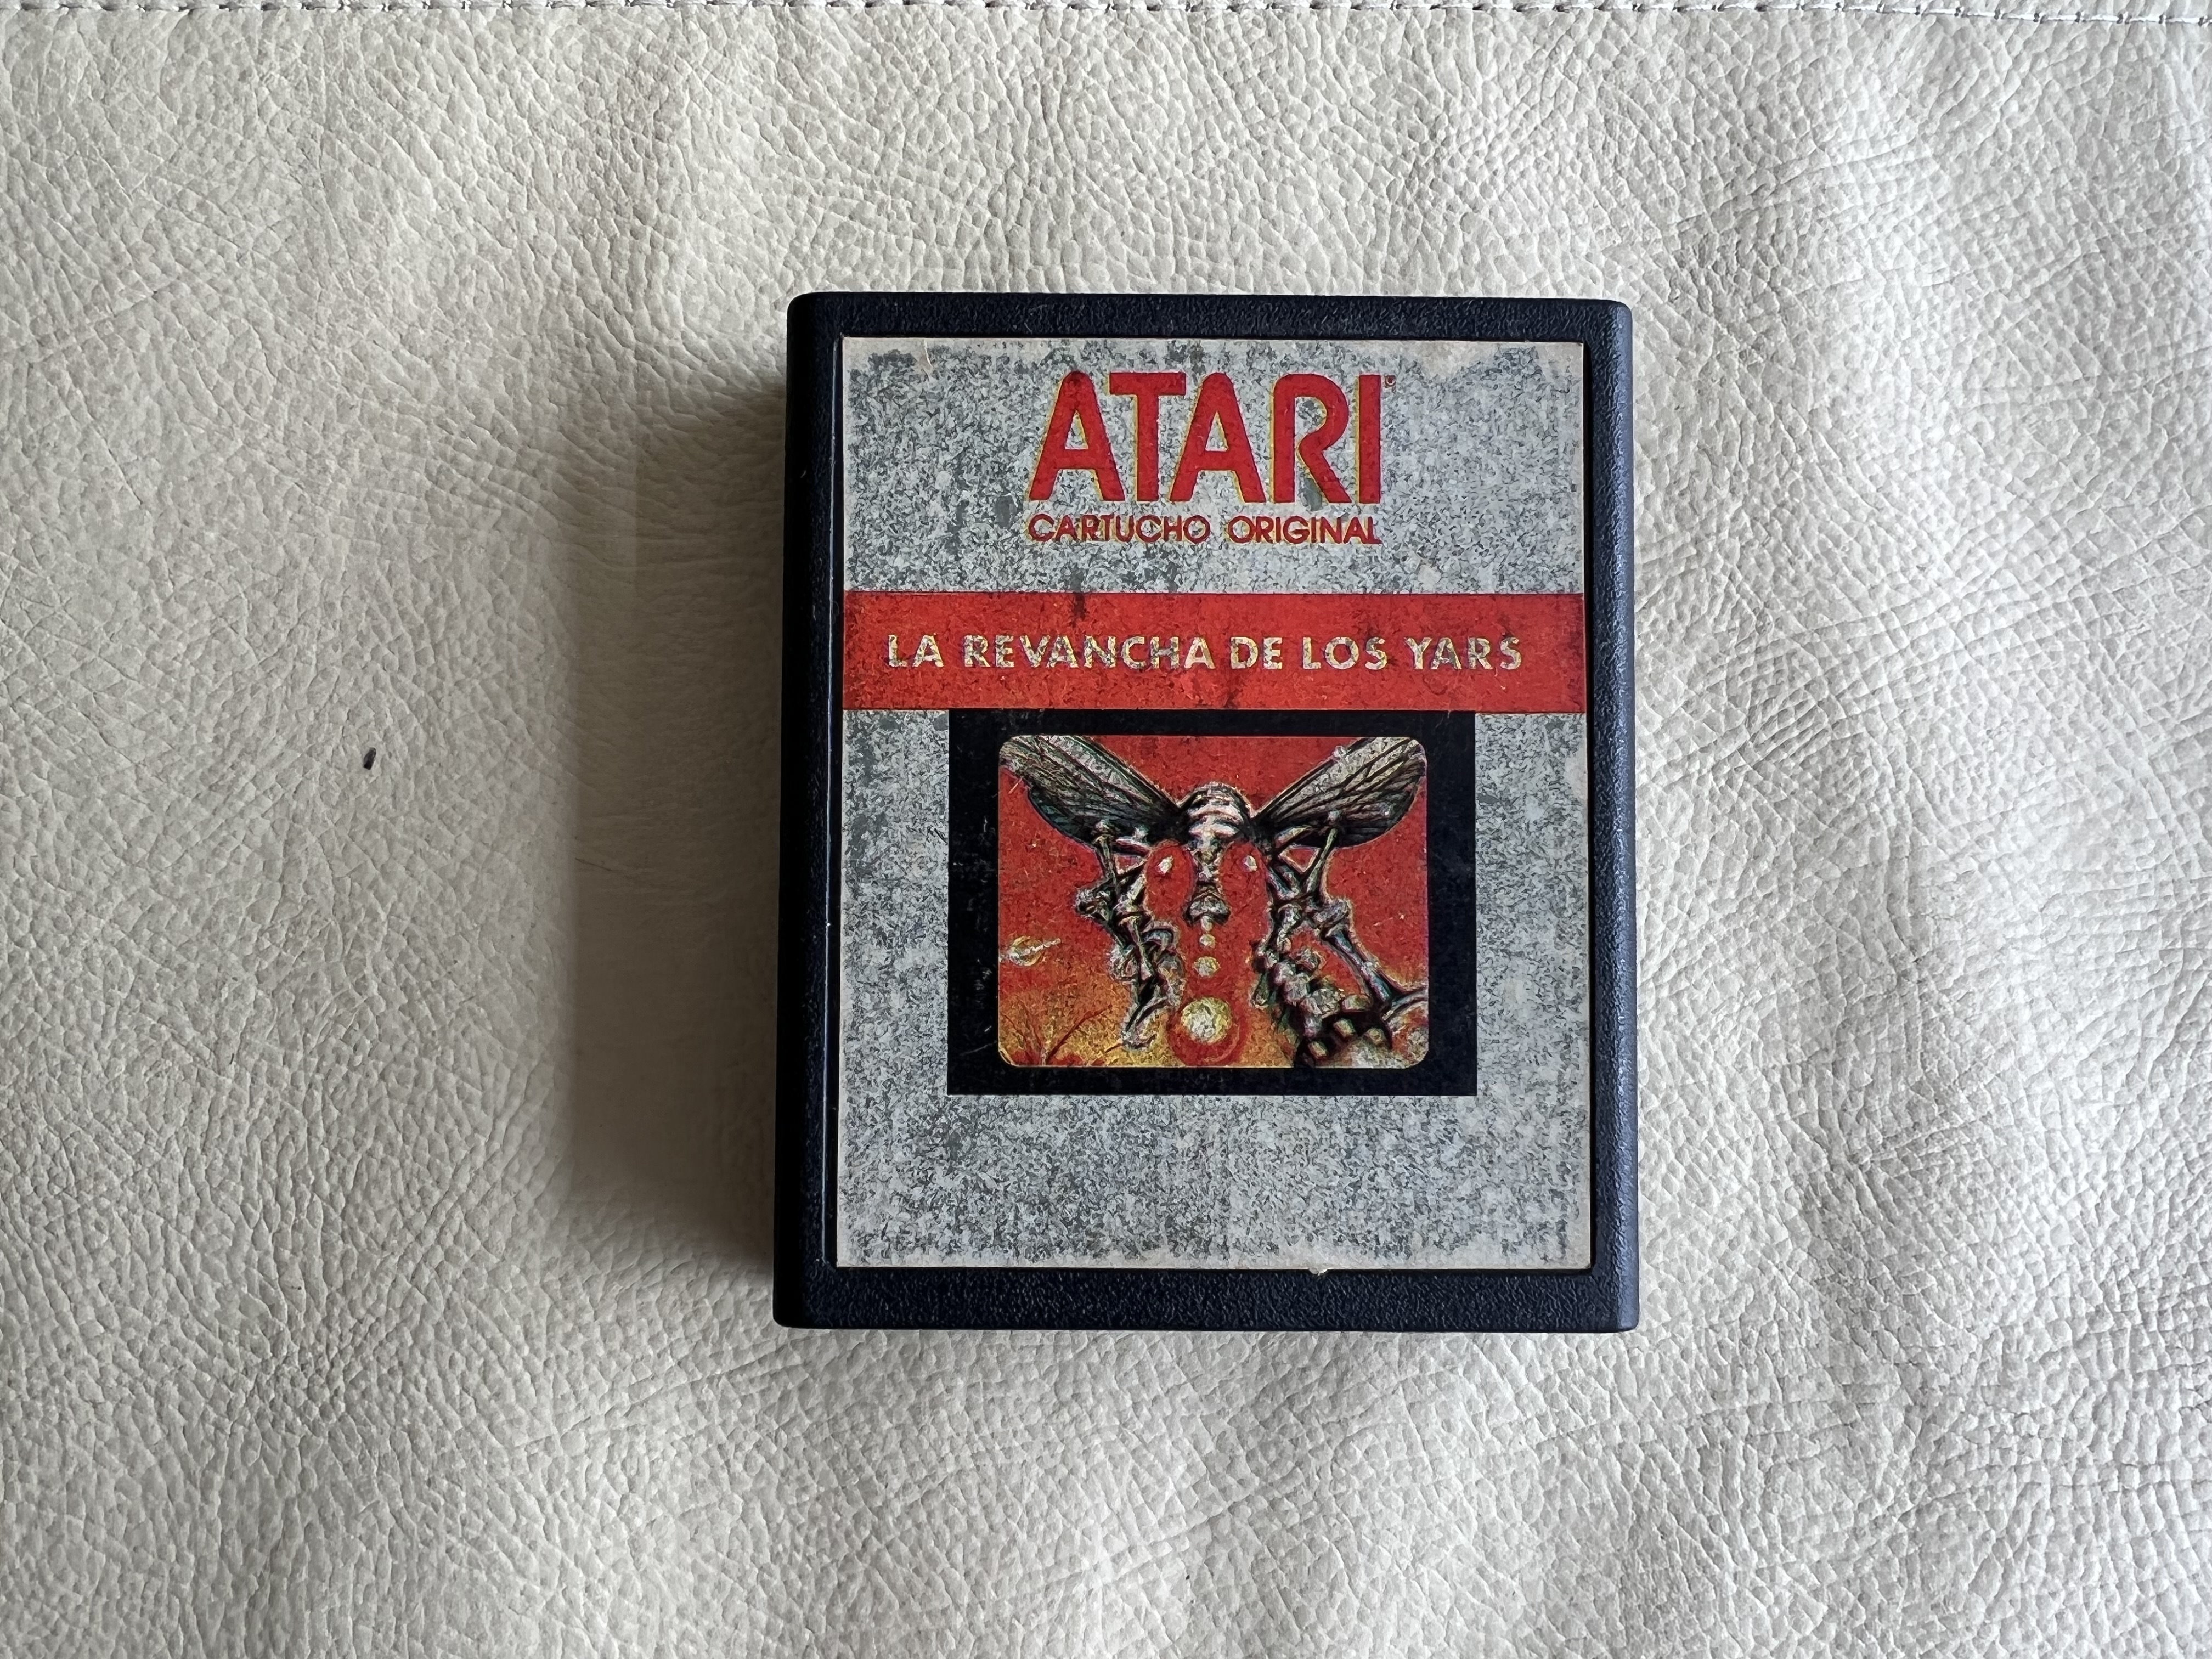 ATARI
CARTUCHO ORIGINAL
LA REVANCHA DE LOS YARS